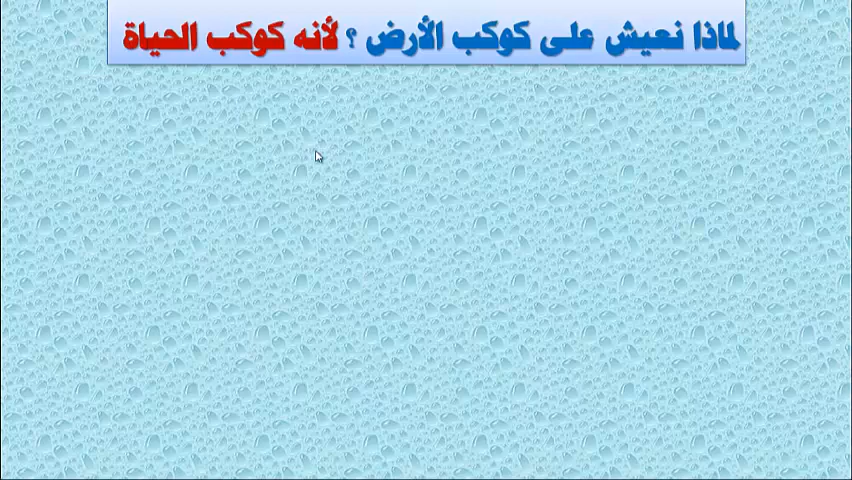 لماذا نعيش على كوكب الأرض ؟ لأنه كوكب الحياة